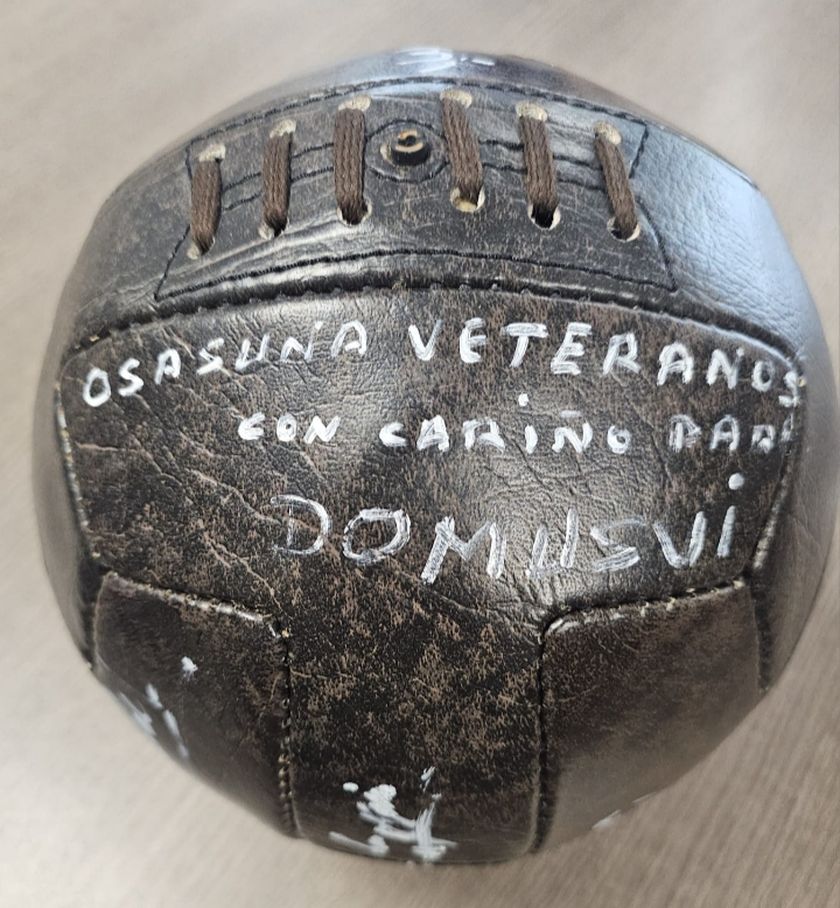 OSASUNA VETERANOS
CON CARIÑO PARA
DOMUSVi